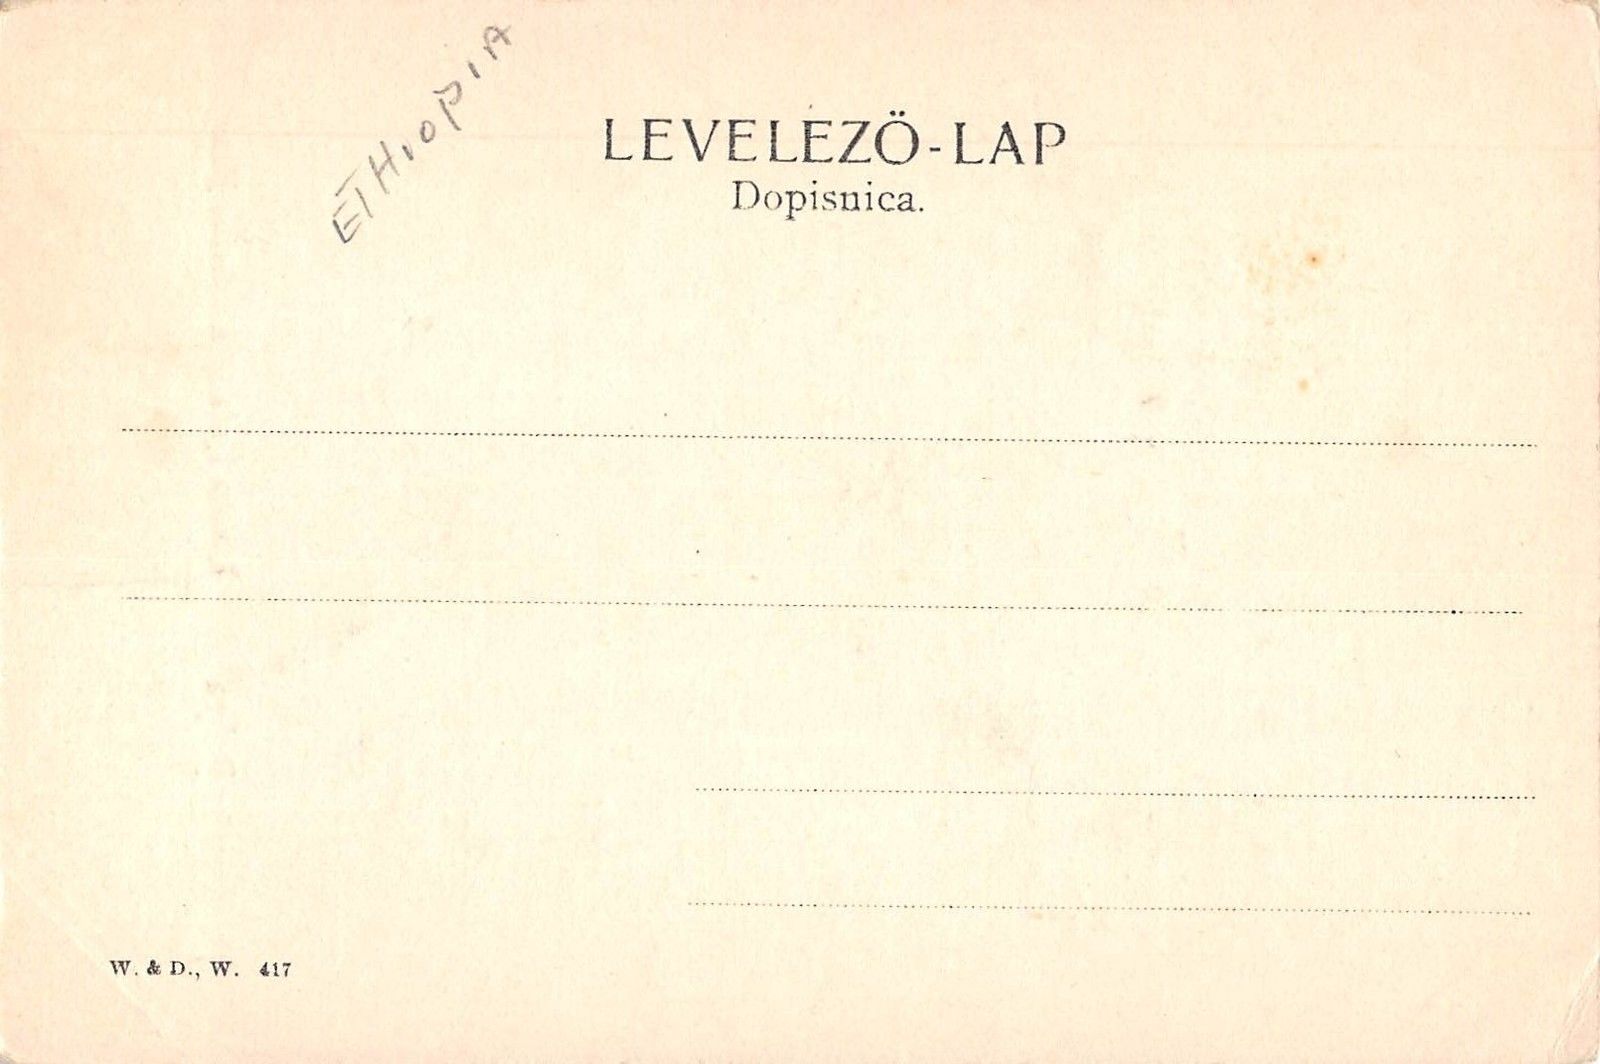 ETHIOPIA
LEVELEZÖ-LAP
Dopisnica.
W. & D., W. 417